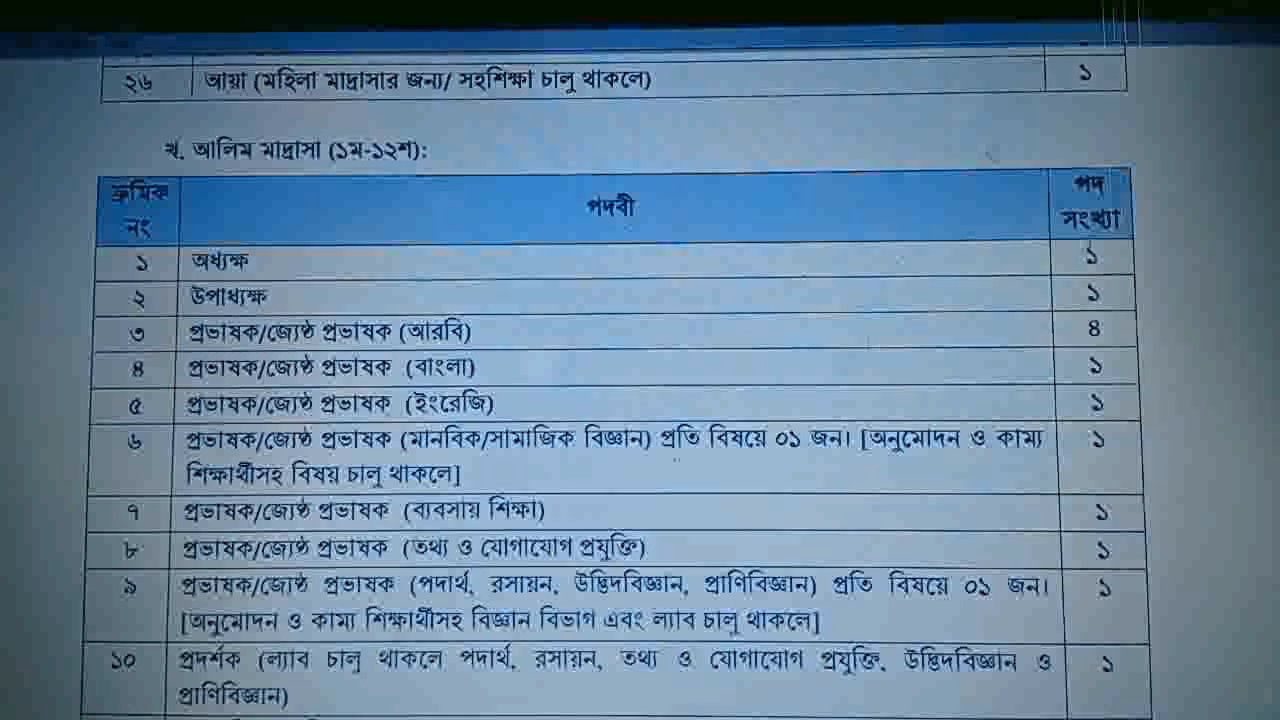 ২৬ আয়া (মহিলা মাদ্রাসার জন্য/ সহশিক্ষা চালু থাকলে) ১
খ. আলিম মাদ্রাসা (১ম-১২শ):
ক্রমিক নং পদবী পদ সংখ্যা
১ অধ্যক্ষ ১
২ উপাধ্যক্ষ ১
৩ প্রভাষক/জ্যেষ্ঠ প্রভাষক (আরবি) ৪
৪ প্রভাষক/জ্যেষ্ঠ প্রভাষক (বাংলা) ১
৫ প্রভাষক/জ্যেষ্ঠ প্রভাষক (ইংরেজি) ১
৬ প্রভাষক/জ্যেষ্ঠ প্রভাষক (মানবিক/সামাজিক বিজ্ঞান) প্রতি বিষয়ে ০১ জন। [অনুমোদন ও কাম্য ১
শিক্ষার্থীসহ বিষয় চালু থাকলে]
৭ প্রভাষক/জ্যেষ্ঠ প্রভাষক (ব্যবসায় শিক্ষা) ১
৮ প্রভাষক/জ্যেষ্ঠ প্রভাষক (তথ্য ও যোগাযোগ প্রযুক্তি) ১
৯ প্রভাষক/জ্যেষ্ঠ প্রভাষক (পদার্থ, রসায়ন, উদ্ভিদবিজ্ঞান, প্রাণিবিজ্ঞান) প্রতি বিষয়ে ০১ জন। ১
[অনুমোদন ও কাম্য শিক্ষার্থীসহ বিজ্ঞান বিভাগ এবং ল্যাব চালু থাকলে]
১০ প্রদর্শক (ল্যাব চালু থাকলে পদার্থ, রসায়ন, তথ্য ও যোগাযোগ প্রযুক্তি, উদ্ভিদবিজ্ঞান ও ১
প্রাণিবিজ্ঞান)